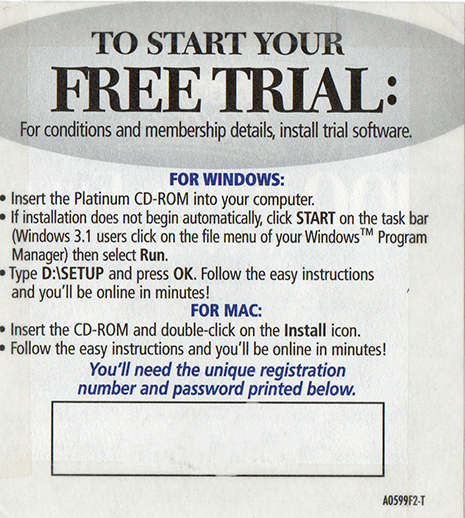 TO START YOUR
FREE TRIAL:
For conditions and membership details, install trial software.
FOR WINDOWS:
• Insert the Platinum CD-ROM into your computer.
• If installation does not begin automatically, click START on the task bar
(Windows 3.1 users click on the file menu of your Windows™ Program
Manager) then select Run.
• Type D:\SETUP and press OK. Follow the easy instructions
and you'll be online in minutes!
FOR MAC:
• Insert the CD-ROM and double-click on the Install icon.
• Follow the easy instructions and you'll be online in minutes!
You'll need the unique registration
number and password printed below.
A0599F2-T